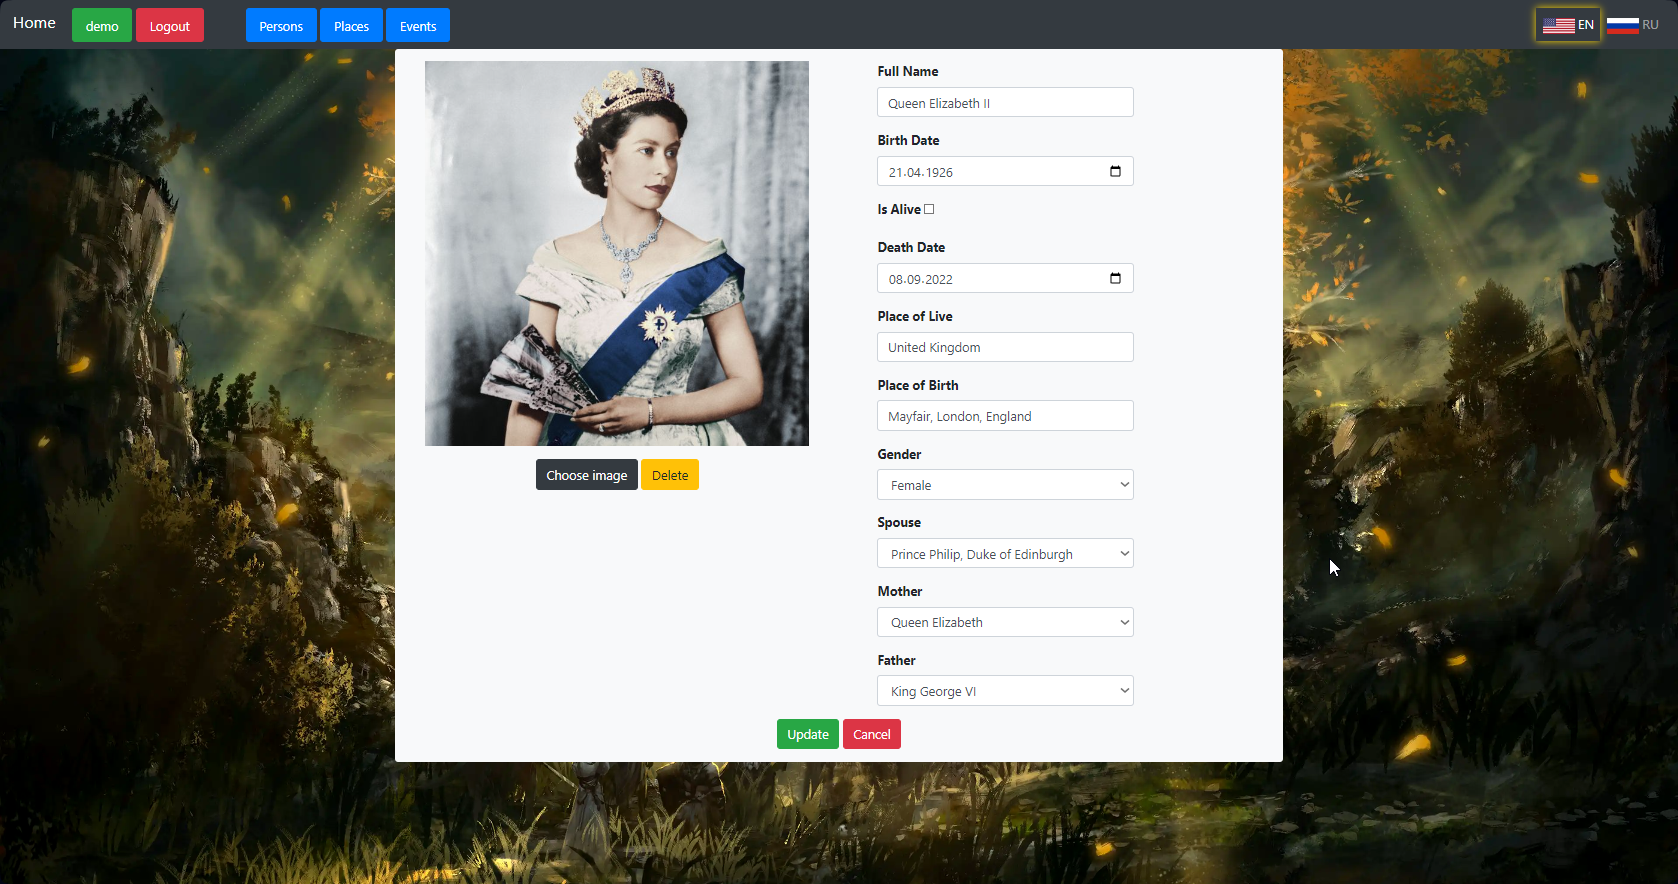 Home demo Logout Persons Places Events EN RU
Full Name
Queen Elizabeth II
Birth Date
21.04.1926
Is Alive
Death Date
08.09.2022
Place of Live
United Kingdom
Place of Birth
Mayfair, London, England
Gender
Female
Spouse
Prince Philip, Duke of Edinburgh
Mother
Queen Elizabeth
Father
King George VI
Choose image Delete
Update Cancel